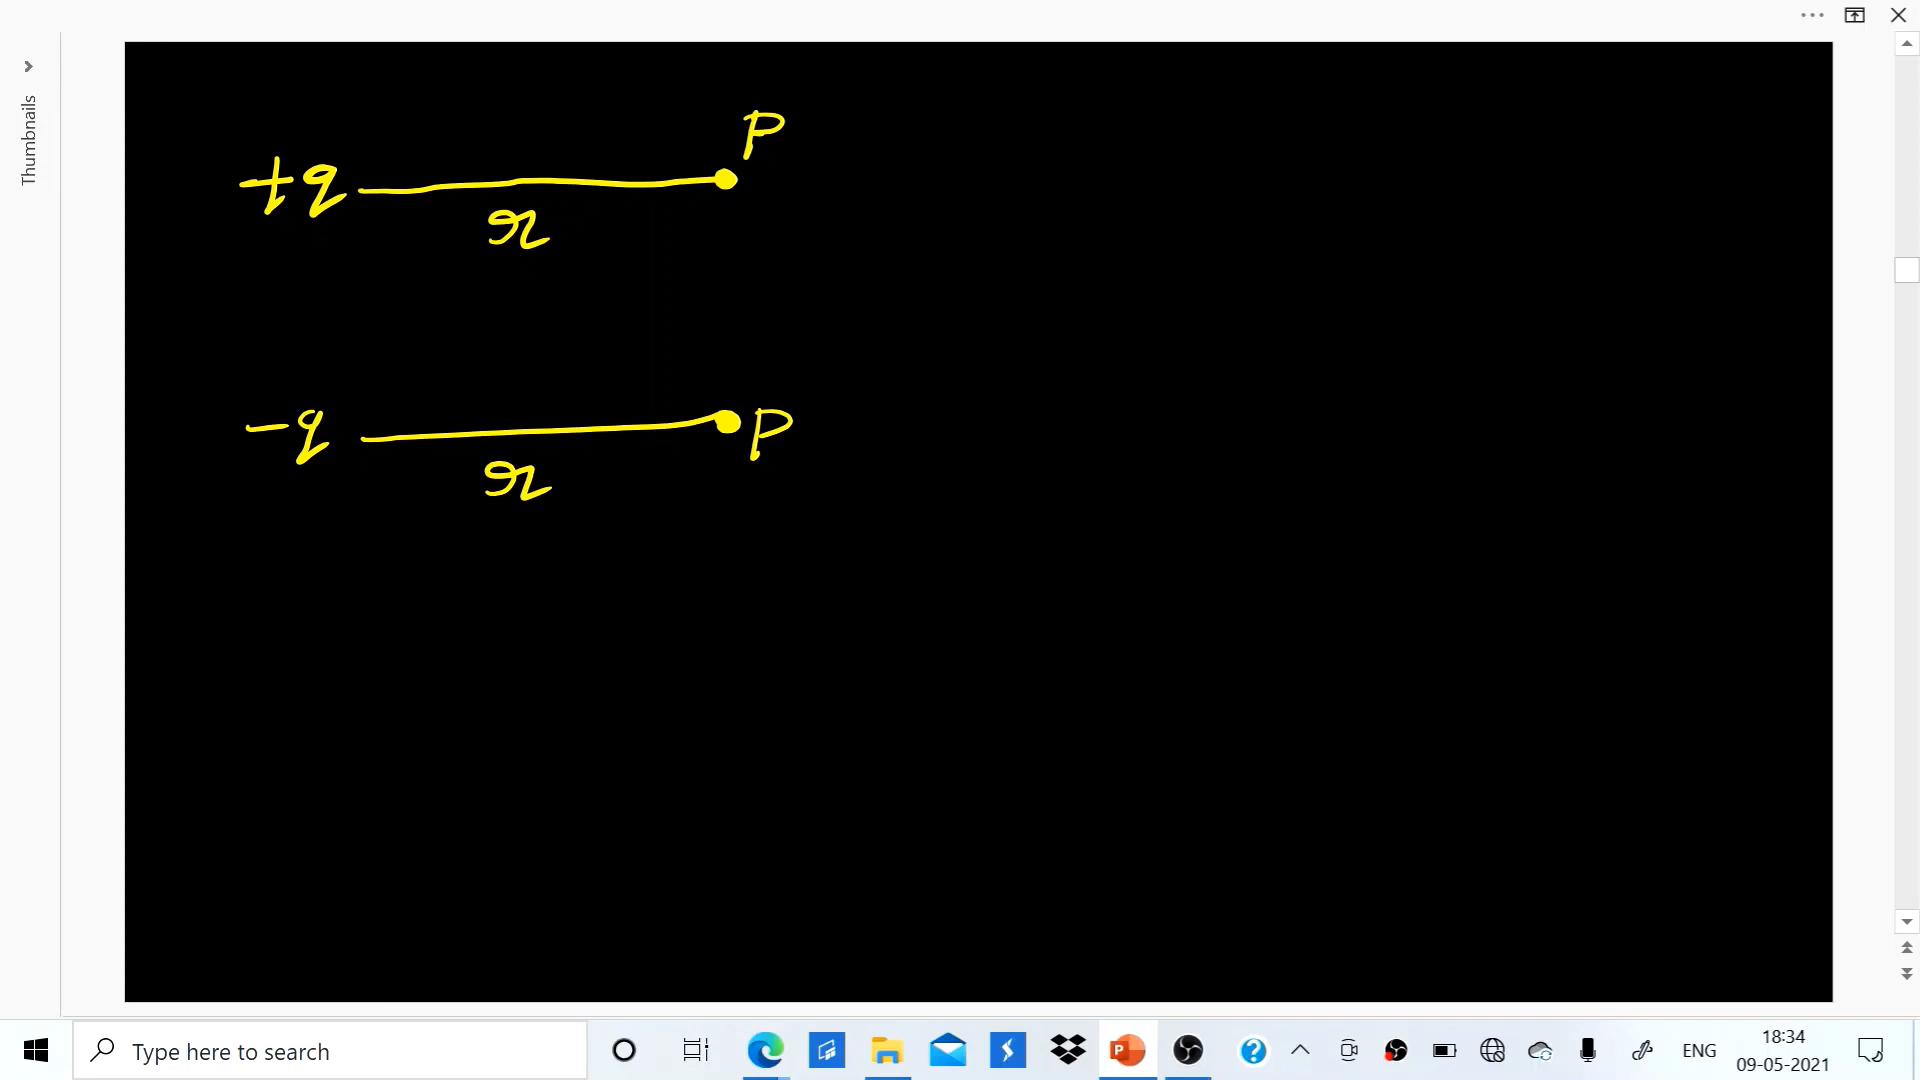 Thumbnails
P
+q
r
-q
P
r
Type here to search
ENG
18:34
09-05-2021